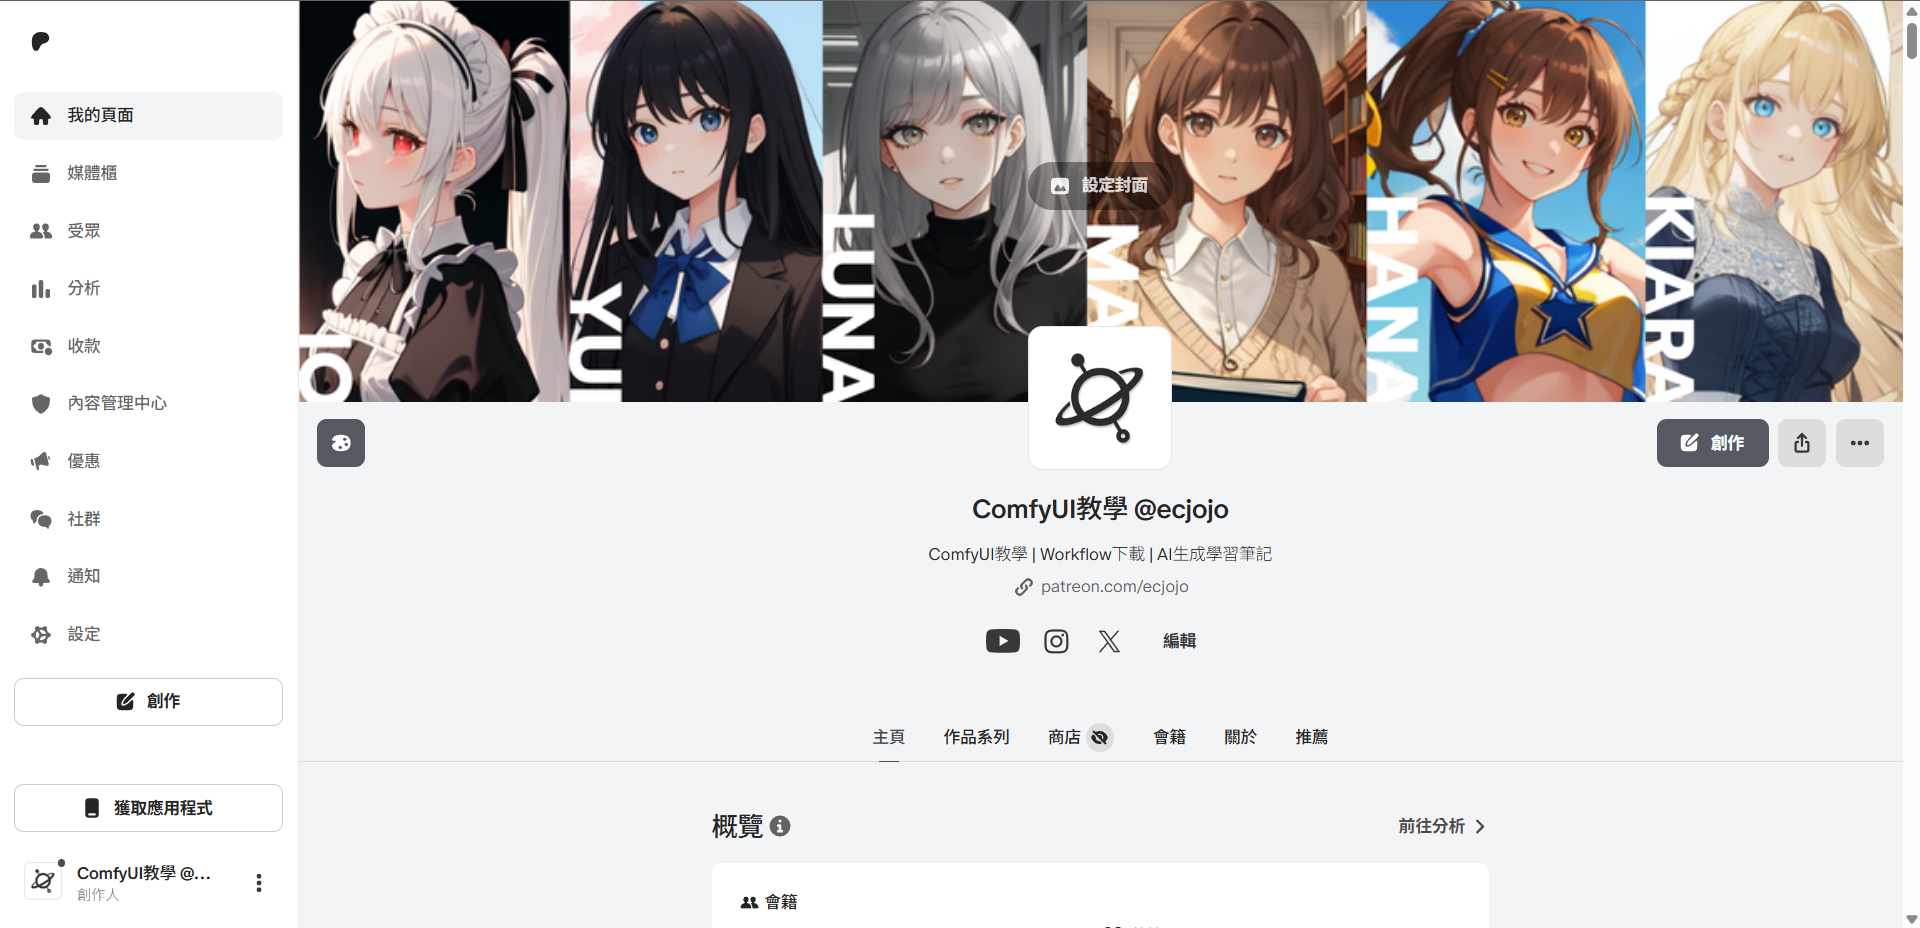 我的頁面
媒體櫃
受眾
分析
收款
內容管理中心
優惠
社群
通知
設定
創作
獲取應用程式
ComfyUI教學 @...
創作人
YUI
LUNA
MA
HANA
KIARA
設定封面
創作
ComfyUI教學 @ecjojo
ComfyUI教學 | Workflow下載 | AI生成學習筆記
patreon.com/ecjojo
編輯
主頁
作品系列
商店
會籍
關於
推薦
概覽
前往分析
會籍